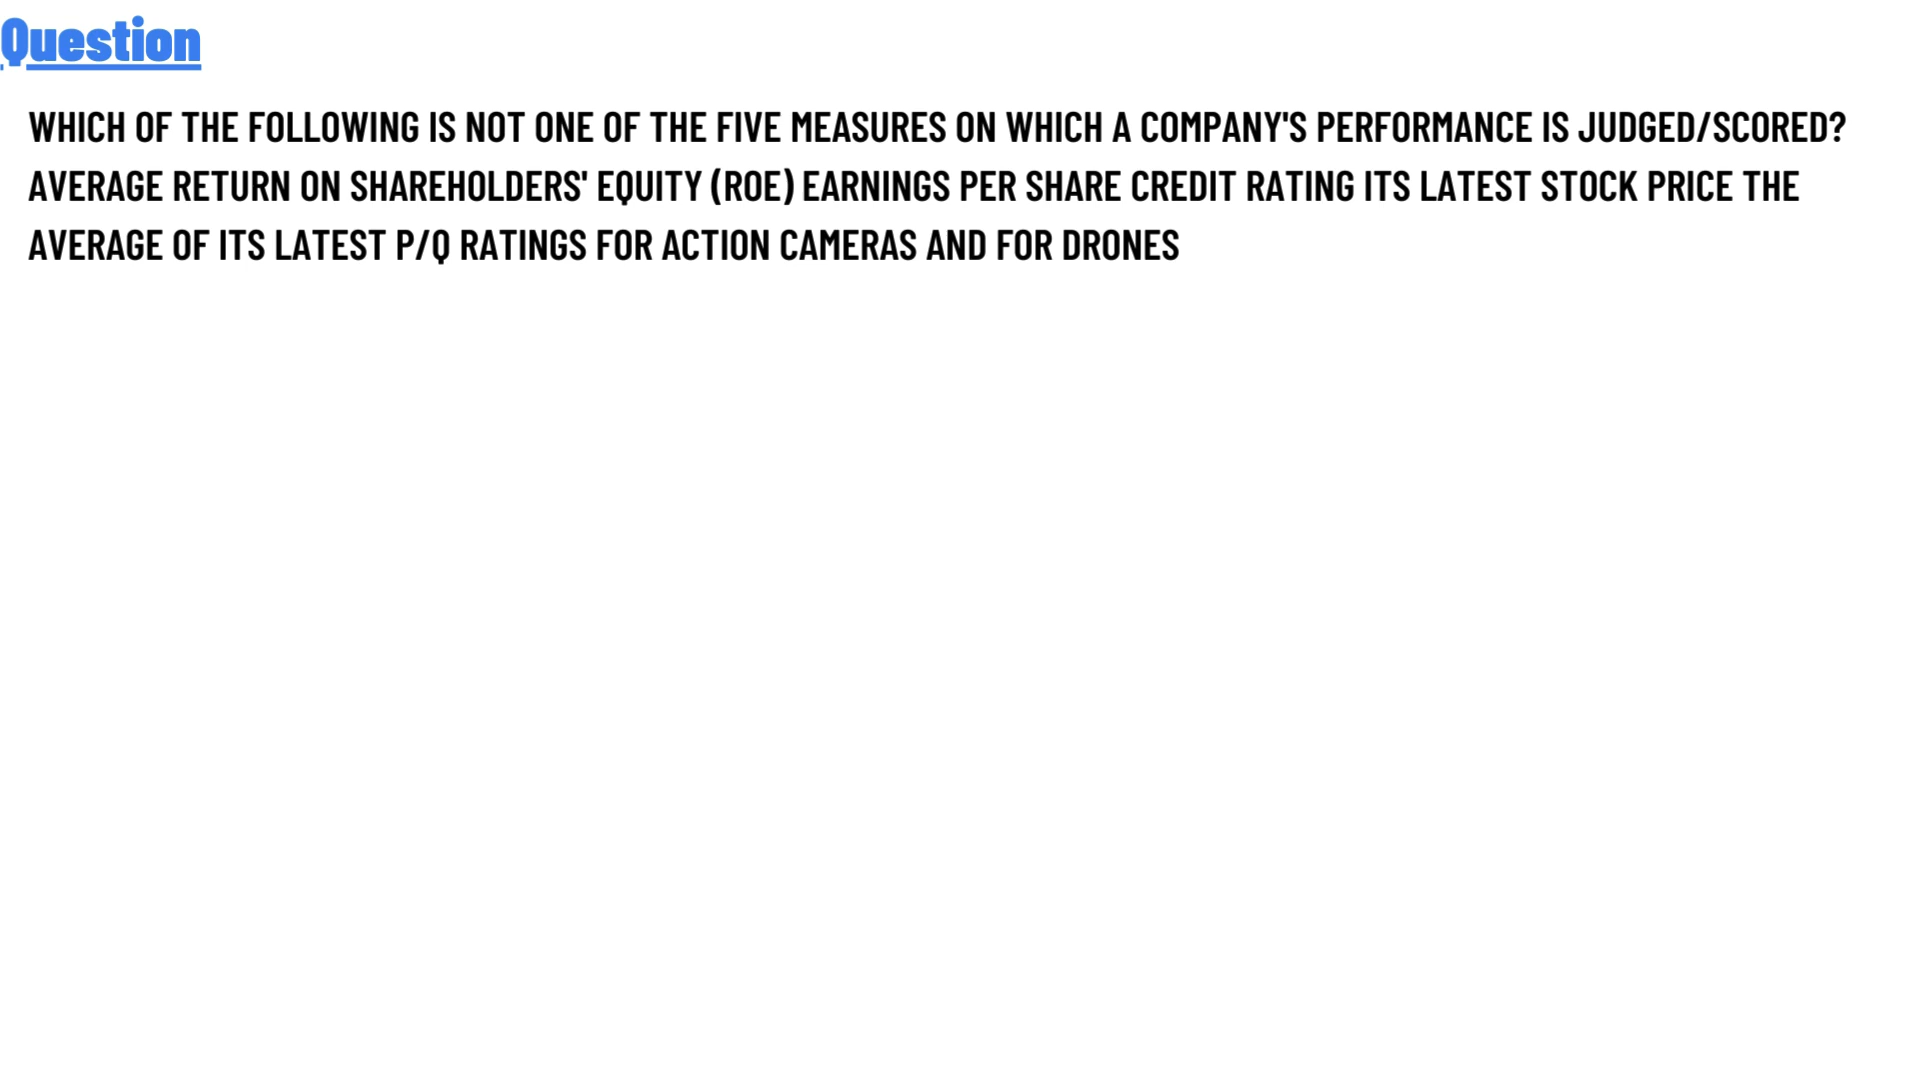 Question
WHICH OF THE FOLLOWING IS NOT ONE OF THE FIVE MEASURES ON WHICH A COMPANY'S PERFORMANCE IS JUDGED/SCORED?
AVERAGE RETURN ON SHAREHOLDERS' EQUITY (ROE) EARNINGS PER SHARE CREDIT RATING ITS LATEST STOCK PRICE THE
AVERAGE OF ITS LATEST P/Q RATINGS FOR ACTION CAMERAS AND FOR DRONES